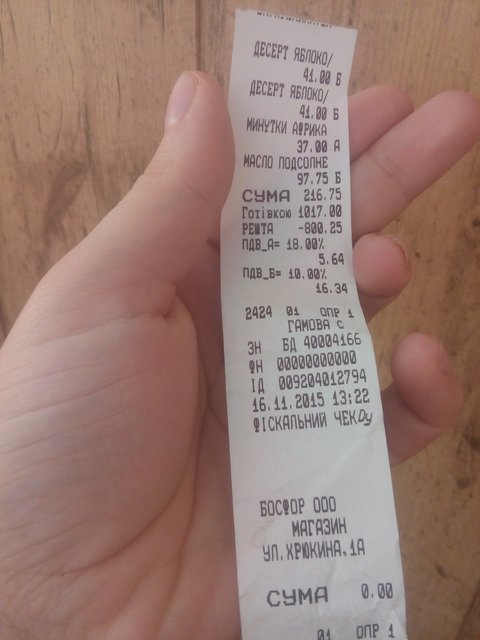 ДЕСЕРТ ЯБЛОКО/
41.00 Б
ДЕСЕРТ ЯБЛОКО/
41.00 Б
МИНУТКИ АФРИКА
37.00 А
МАСЛО ПОДСОЛНЕ
97.75 Б
СУМА 216.75
Готівкою 1017.00
РЕШТА -800.25
ПДВ_А= 18.00%
5.64
ПДВ_Б= 10.00%
16.34
2424 01 ОПР 1
ГАМОВА С
ЗН БД 40004166
ФН 00000000000
ІД 009204012794
16.11.2015 13:22
ФІСКАЛЬНИЙ ЧЕК
БОСФОР ООО
МАГАЗИН
УЛ.ХРЮКИНА,1А
СУМА 0.00
01 ОПР 1